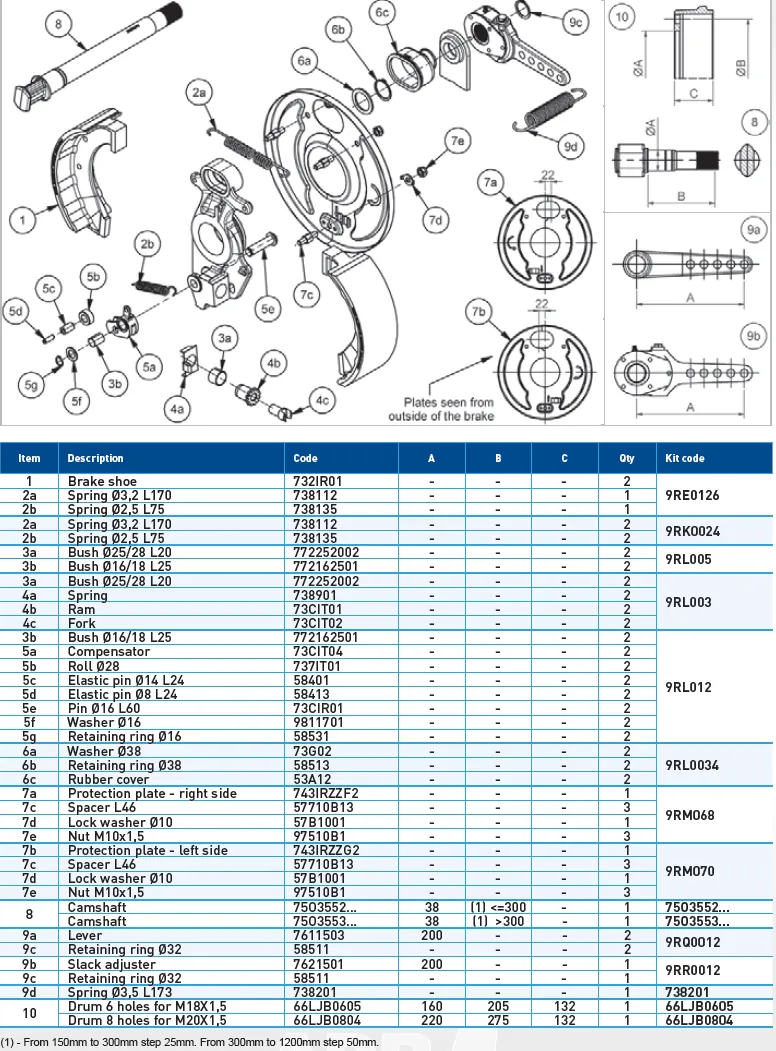 8
6c
9c
10
6b
6a
2a
ØA
ØB
C
9d
8
7e
7a
22
ØA
B
1
7d
9a
2b
5e
7c
A
5c
5b
5d
7b
22
9b
3a
4b
5a
5g
5f
3b
4a
4c
Plates seen from
outside of the brake
A
Item Description Code A B C Qty Kit code
1 Brake shoe 732IR01 - - - 2
2a Spring Ø3,2 L170 738112 - - - 1 9RE0126
2b Spring Ø2,5 L75 738135 - - - 1
2a Spring Ø3,2 L170 738112 - - - 2 9RK0024
2b Spring Ø2,5 L75 738135 - - - 2
3a Bush Ø25/28 L20 772252002 - - - 2 9RL005
3b Bush Ø16/18 L25 772162501 - - - 2
3a Bush Ø25/28 L20 772252002 - - - 2
4a Spring 738901 - - - 2 9RL003
4b Ram 73CIT01 - - - 2
4c Fork 73CIT02 - - - 2
3b Bush Ø16/18 L25 772162501 - - - 2
5a Compensator 73CIT04 - - - 2
5b Roll Ø28 737IT01 - - - 2
5c Elastic pin Ø14 L24 58401 - - - 2
5d Elastic pin Ø8 L24 58413 - - - 2 9RL012
5e Pin Ø16 L60 73CIR01 - - - 2
5f Washer Ø16 9811701 - - - 2
5g Retaining ring Ø16 58531 - - - 2
6a Washer Ø38 73G02 - - - 2
6b Retaining ring Ø38 58513 - - - 2 9RL0034
6c Rubber cover 53A12 - - - 2
7a Protection plate - right side 743IRZZF2 - - - 1
7c Spacer L46 57710B13 - - - 3 9RM068
7d Lock washer Ø10 57B1001 - - - 1
7e Nut M10x1,5 97510B1 - - - 3
7b Protection plate - left side 743IRZZG2 - - - 1
7c Spacer L46 57710B13 - - - 3 9RM070
7d Lock washer Ø10 57B1001 - - - 1
7e Nut M10x1,5 97510B1 - - - 3
8 Camshaft 75O3552... 38 (1) <=300 - 1 75O3552...
Camshaft 75O3553... 38 (1) >300 - 1 75O3553...
9a Lever 7611503 200 - - 2 9RQ0012
9c Retaining ring Ø32 58511 - - - 2
9b Slack adjuster 7621501 200 - - 1 9RR0012
9c Retaining ring Ø32 58511 - - - 1
9d Spring Ø3,5 L173 738201 - - - 1 738201
10 Drum 6 holes for M18X1,5 66LJB0605 160 205 132 1 66LJB0605
Drum 8 holes for M20X1,5 66LJB0804 220 275 132 1 66LJB0804
(1) - From 150mm to 300mm step 25mm. From 300mm to 1200mm step 50mm.